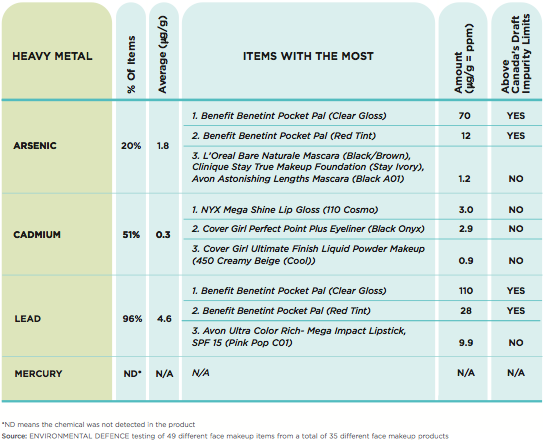 HEAVY METAL
% Of Items
Average (µg/g)
ITEMS WITH THE MOST
Amount
(µg/g = ppm)
Above
Canada's Draft
Impurity Limits
ARSENIC
20%
1.8
1. Benefit Benetint Pocket Pal (Clear Gloss)
70
YES
2. Benefit Benetint Pocket Pal (Red Tint)
12
YES
3. L'Oreal Bare Naturale Mascara (Black/Brown),
Clinique Stay True Makeup Foundation (Stay Ivory),
Avon Astonishing Lengths Mascara (Black A01)
1.2
NO
CADMIUM
51%
0.3
1. NYX Mega Shine Lip Gloss (110 Cosmo)
3.0
NO
2. Cover Girl Perfect Point Plus Eyeliner (Black Onyx)
2.9
NO
3. Cover Girl Ultimate Finish Liquid Powder Makeup
(450 Creamy Beige (Cool))
0.9
NO
LEAD
96%
4.6
1. Benefit Benetint Pocket Pal (Clear Gloss)
110
YES
2. Benefit Benetint Pocket Pal (Red Tint)
28
YES
3. Avon Ultra Color Rich- Mega Impact Lipstick,
SPF 15 (Pink Pop C01)
9.9
NO
MERCURY
ND*
N/A
N/A
N/A
N/A
*ND means the chemical was not detected in the product
Source: ENVIRONMENTAL DEFENCE testing of 49 different face makeup items from a total of 35 different face makeup products